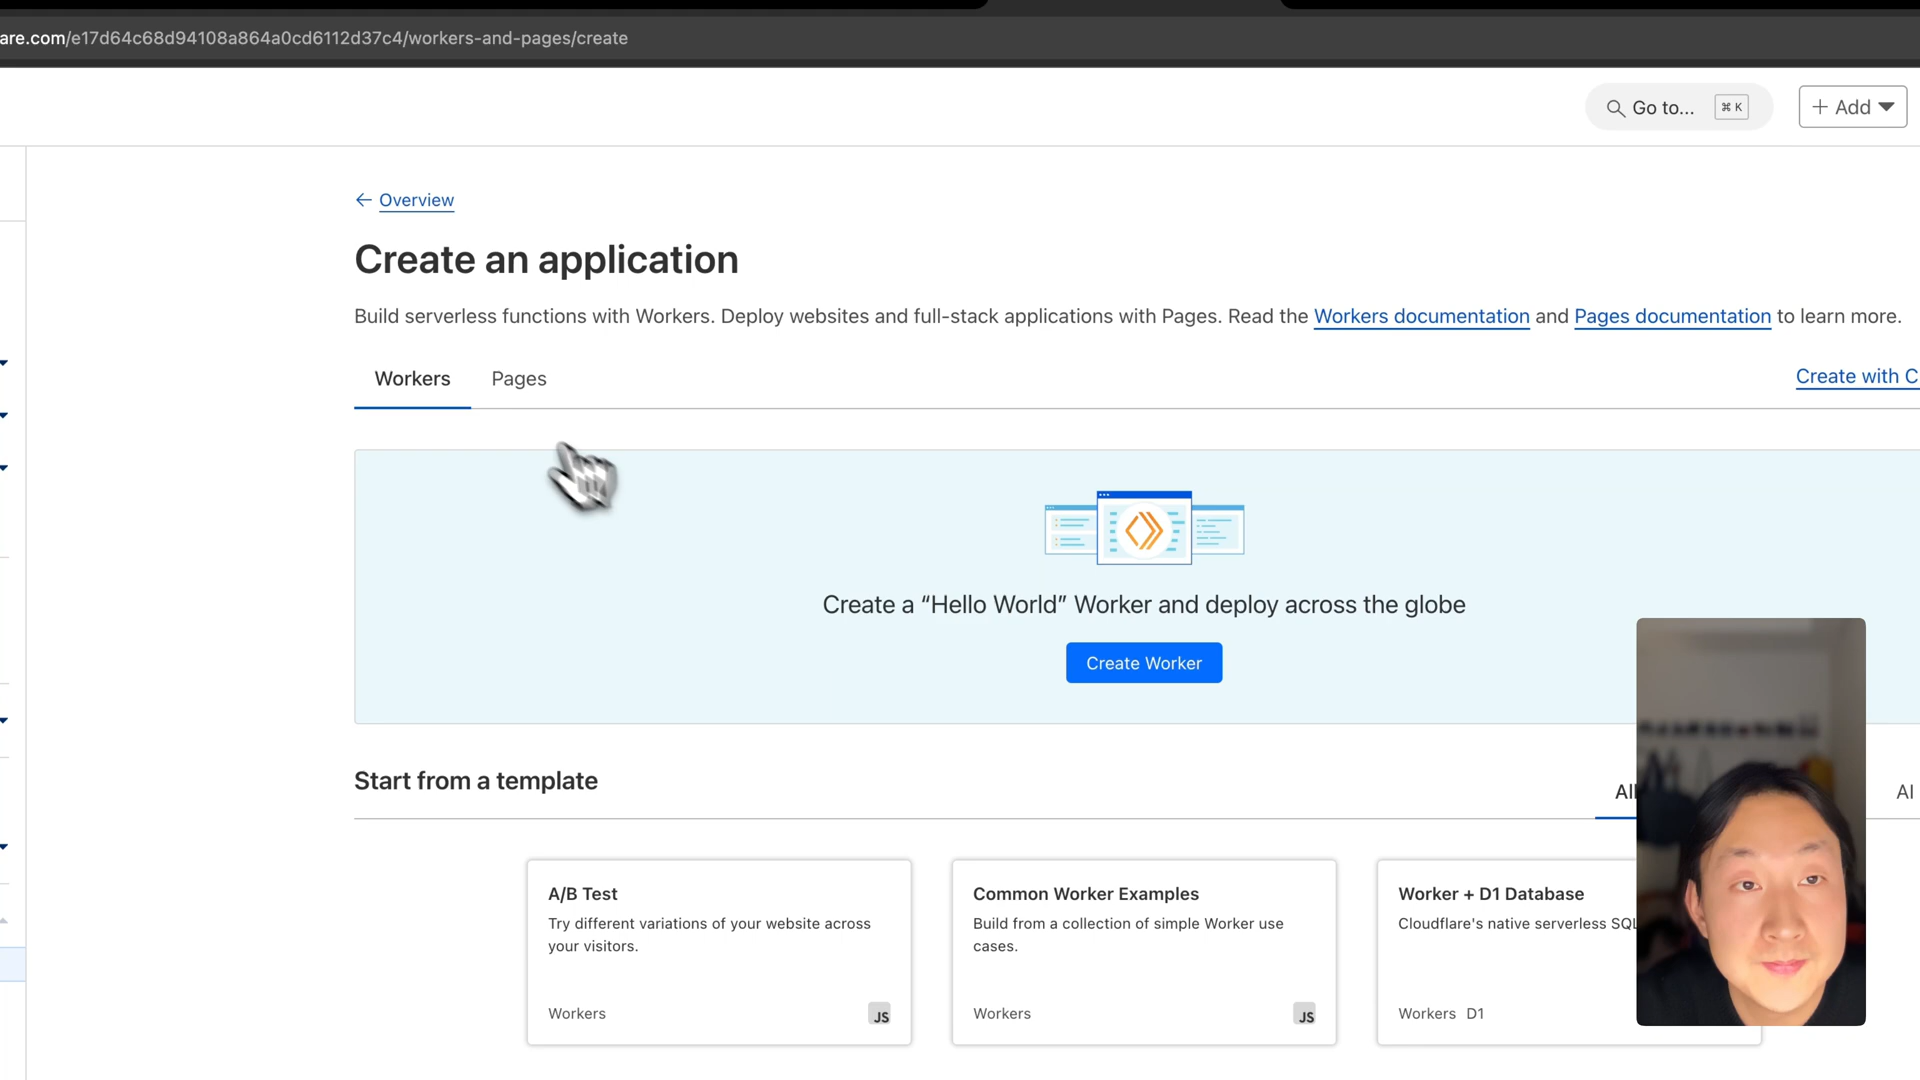 are.com/e17d64c68d94108a864a0cd6112d37c4/workers-and-pages/create
Go to... ⌘ K
+ Add
← Overview
Create an application
Build serverless functions with Workers. Deploy websites and full-stack applications with Pages. Read the Workers documentation and Pages documentation to learn more.
Workers Pages
Create with C
Create a “Hello World” Worker and deploy across the globe
Create Worker
Start from a template
All
AI
A/B Test
Try different variations of your website across
your visitors.
Workers
JS
Common Worker Examples
Build from a collection of simple Worker use
cases.
Workers
JS
Worker + D1 Database
Cloudflare's native serverless SQL
Workers D1